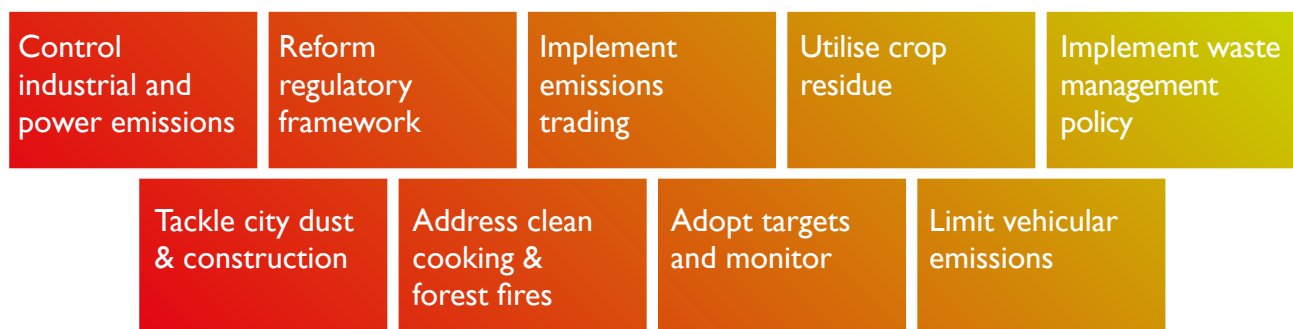 Control
industrial and
power emissions
Reform
regulatory
framework
Implement
emissions
trading
Utilise crop
residue
Implement waste
management
policy
Tackle city dust
& construction
Address clean
cooking &
forest fires
Adopt targets
and monitor
Limit vehicular
emissions